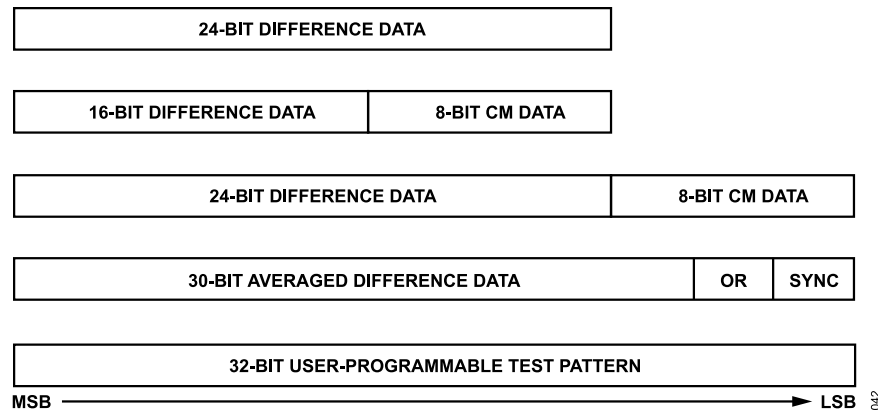 24-BIT DIFFERENCE DATA
16-BIT DIFFERENCE DATA 8-BIT CM DATA
24-BIT DIFFERENCE DATA 8-BIT CM DATA
30-BIT AVERAGED DIFFERENCE DATA OR SYNC
32-BIT USER-PROGRAMMABLE TEST PATTERN
MSB LSB
042